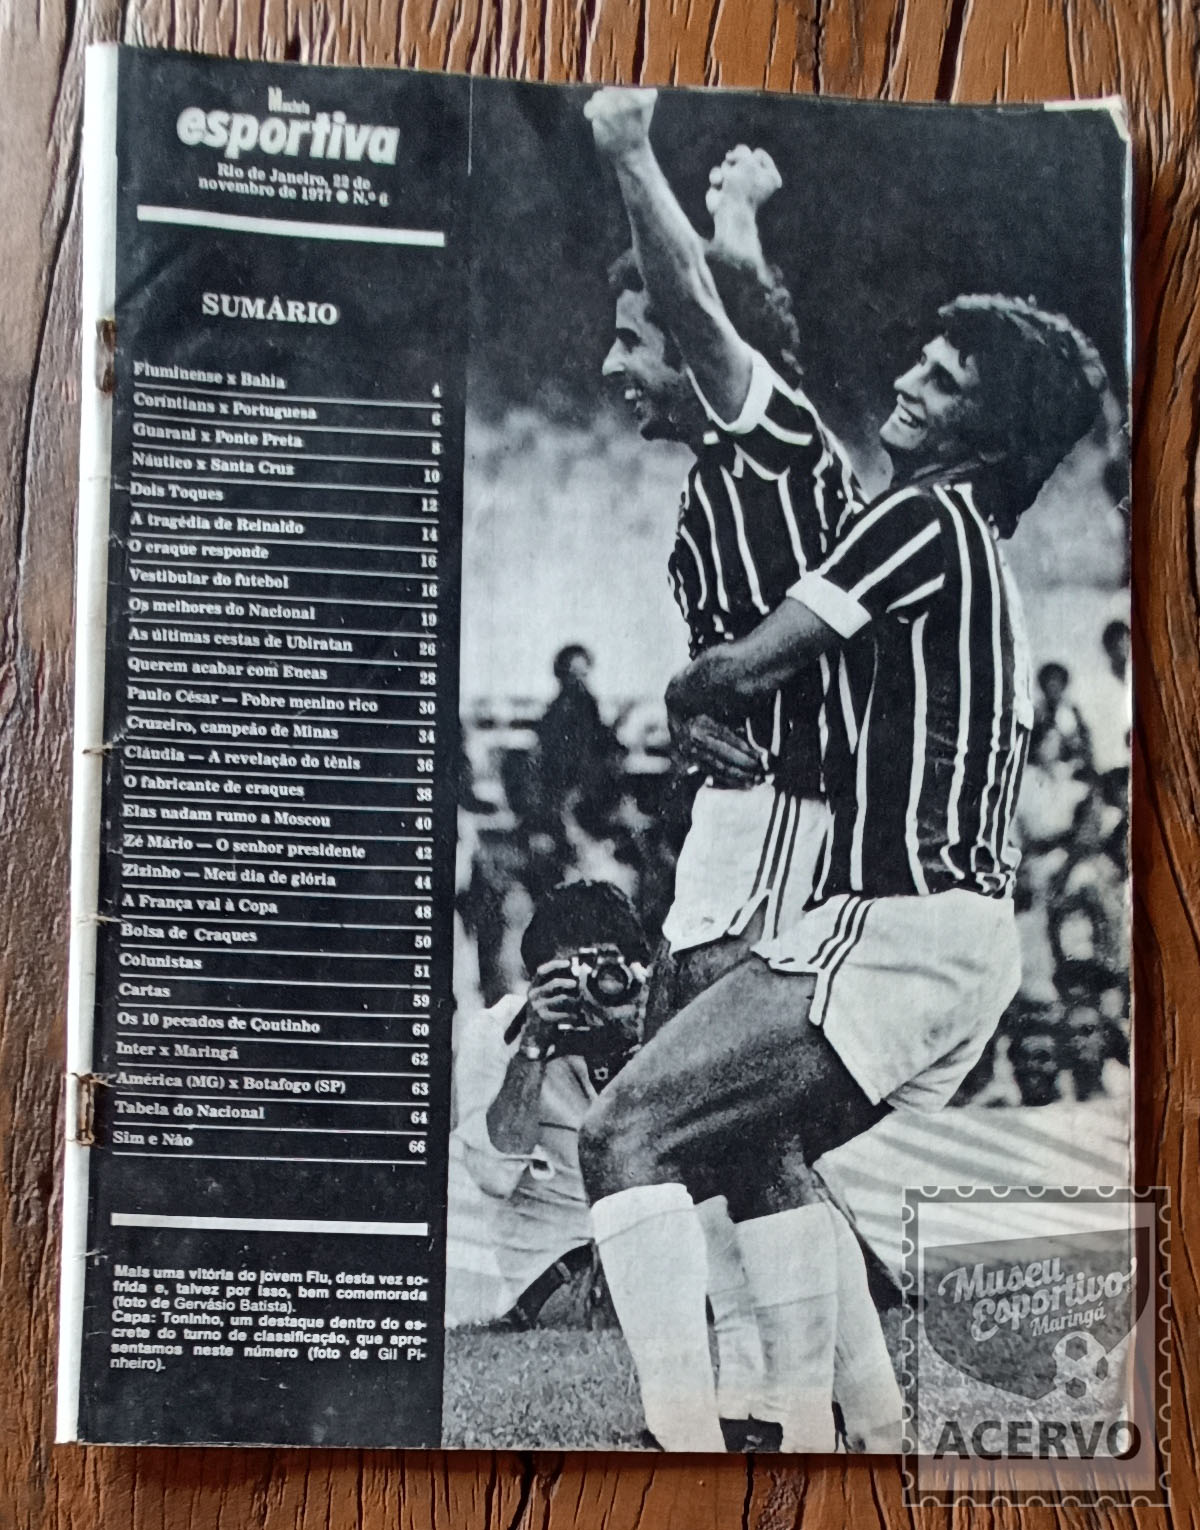 Manchete
esportiva
Rio de Janeiro, 22 de
novembro de 1977 ● N.º 6
SUMÁRIO
Fluminense x Bahia 4
Coríntians x Portuguesa 6
Guarani x Ponte Preta 8
Náutico x Santa Cruz 10
Dois Toques 12
A tragédia de Reinaldo 14
O craque responde 16
Vestibular do futebol 16
Os melhores do Nacional 19
As últimas cestas de Ubiratan 26
Querem acabar com Eneas 28
Paulo César — Pobre menino rico 30
Cruzeiro, campeão de Minas 34
Cláudia — A revelação do tênis 36
O fabricante de craques 38
Elas nadam rumo a Moscou 40
Zé Mário — O senhor presidente 42
Zizinho — Meu dia de glória 44
A França vai à Copa 48
Bolsa de Craques 50
Colunistas 51
Cartas 59
Os 10 pecados de Coutinho 60
Inter x Maringá 62
América (MG) x Botafogo (SP) 63
Tabela do Nacional 64
Sim e Não 66
Mais uma vitória do jovem Flu, desta vez so-
frida e, talvez por isso, bem comemorada
(foto de Gervásio Batista).
Capa: Toninho, um destaque dentro do es-
crete do turno de classificação, que apre-
sentamos neste número (foto de Gil Pi-
nheiro).
Museu
Esportivo
Maringá
ACERVO